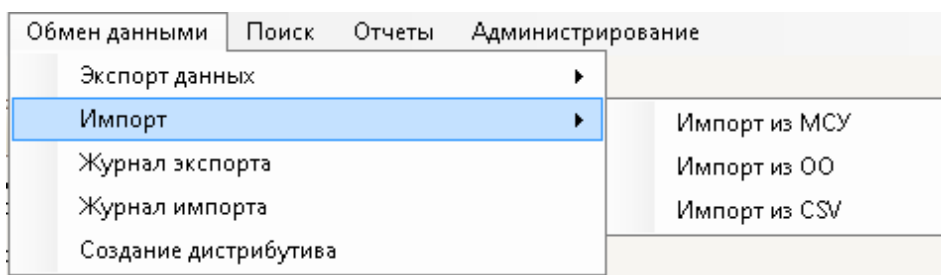 Обмен данными Поиск Отчеты Администрирование
Экспорт данных
Импорт
Импорт из МСУ
Журнал экспорта
Импорт из ОО
Журнал импорта
Импорт из CSV
Создание дистрибутива